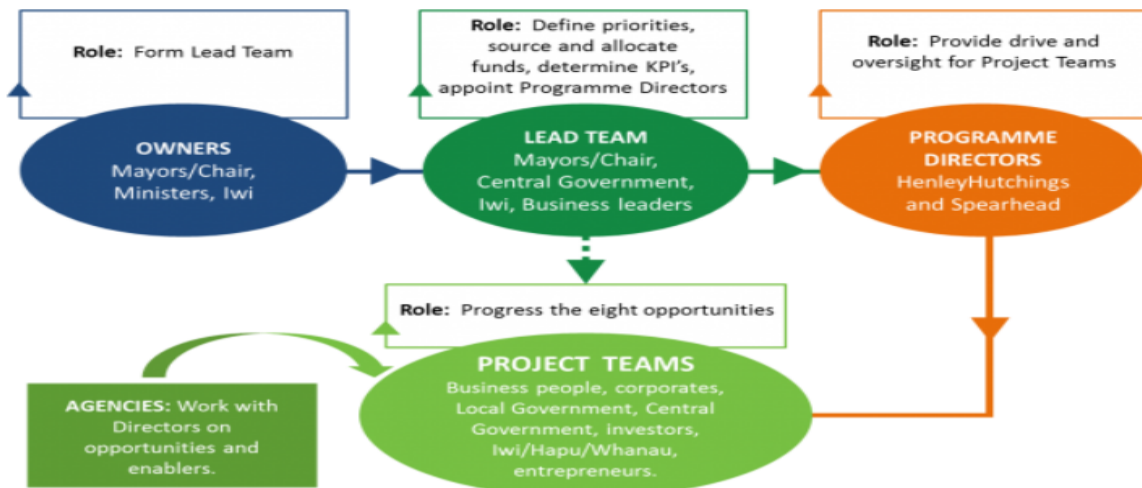 Role: Form Lead Team
Role: Define priorities,
source and allocate
funds, determine KPI's,
appoint Programme Directors
Role: Provide drive and
oversight for Project Teams
OWNERS
Mayors/Chair,
Ministers, Iwi
LEAD TEAM
Mayors/Chair,
Central Government,
Iwi, Business leaders
PROGRAMME
DIRECTORS
HenleyHutchings
and Spearhead
Role: Progress the eight opportunities
PROJECT TEAMS
Business people, corporates,
Local Government, Central
Government, investors,
Iwi/Hapu/Whanau,
entrepreneurs.
AGENCIES: Work with
Directors on
opportunities and
enablers.